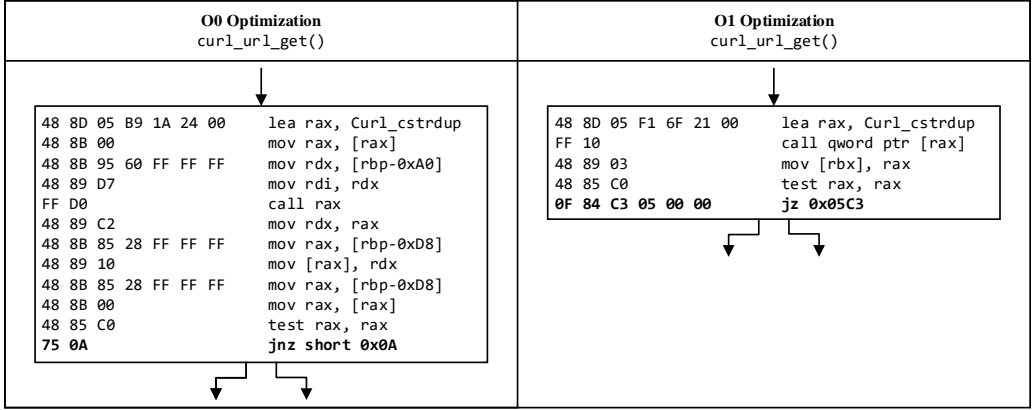 O0 Optimization
curl_url_get()
48 8D 05 B9 1A 24 00 lea rax, Curl_cstrdup
48 8B 00 mov rax, [rax]
48 8B 95 60 FF FF FF mov rdx, [rbp-0xA0]
48 89 D7 mov rdi, rdx
FF D0 call rax
48 89 C2 mov rdx, rax
48 8B 85 28 FF FF FF mov rax, [rbp-0xD8]
48 89 10 mov [rax], rdx
48 8B 85 28 FF FF FF mov rax, [rbp-0xD8]
48 8B 00 mov rax, [rax]
48 85 C0 test rax, rax
75 0A jnz short 0x0A
O1 Optimization
curl_url_get()
48 8D 05 F1 6F 21 00 lea rax, Curl_cstrdup
FF 10 call qword ptr [rax]
48 89 03 mov [rbx], rax
48 85 C0 test rax, rax
0F 84 C3 05 00 00 jz 0x05C3